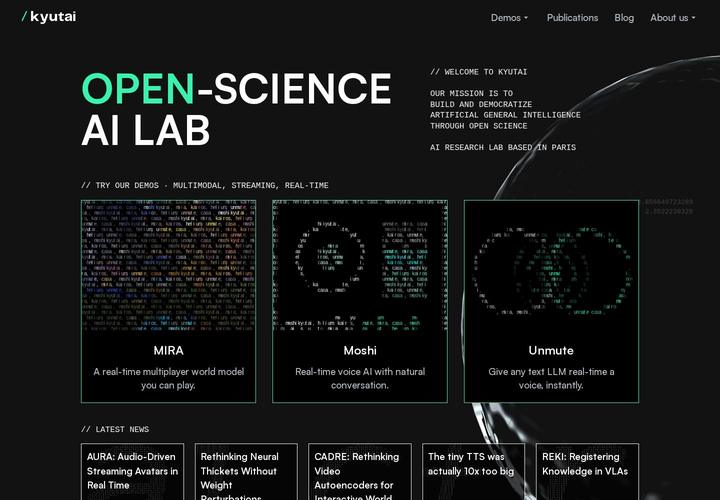 / kyutai
Demos
Publications
Blog
About us
OPEN-SCIENCE
AI LAB
// WELCOME TO KYUTAI
OUR MISSION IS TO
BUILD AND DEMOCRATIZE
ARTIFICIAL GENERAL INTELLIGENCE
THROUGH OPEN SCIENCE
AI RESEARCH LAB BASED IN PARIS
// TRY OUR DEMOS · MULTIMODAL, STREAMING, REAL-TIME
MIRA
A real-time multiplayer world model
you can play.
Moshi
Real-time voice AI with natural
conversation.
Unmute
Give any text LLM real-time a
voice, instantly.
// LATEST NEWS
AURA: Audio-Driven
Streaming Avatars in
Real Time
Rethinking Neural
Thickets Without
Weight
Perturbations
CADRE: Rethinking
Video
Autoencoders for
Interactive World
The tiny TTS was
actually 10x too big
REKI: Registering
Knowledge in VLAs